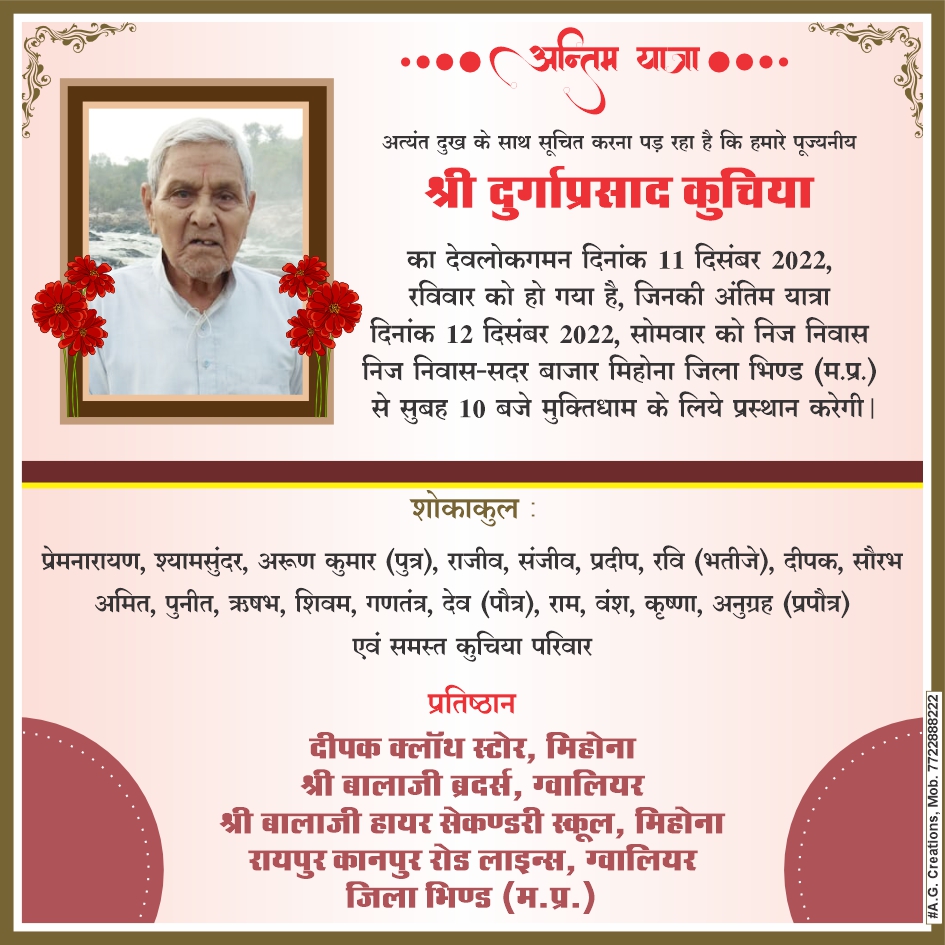 अन्तिम यात्रा
अत्यंत दुख के साथ सूचित करना पड़ रहा है कि हमारे पूज्यनीय
श्री दुर्गाप्रसाद कुचिया
का देवलोकगमन दिनांक 11 दिसंबर 2022,
रविवार को हो गया है, जिनकी अंतिम यात्रा
दिनांक 12 दिसंबर 2022, सोमवार को निज निवास
निज निवास-सदर बाजार मिहोना जिला भिण्ड (म.प्र.)
से सुबह 10 बजे मुक्तिधाम के लिये प्रस्थान करेगी।
शोकाकुल :
प्रेमनारायण, श्यामसुंदर, अरूण कुमार (पुत्र), राजीव, संजीव, प्रदीप, रवि (भतीजे), दीपक, सौरभ
अमित, पुनीत, ऋषभ, शिवम, गणतंत्र, देव (पौत्र), राम, वंश, कृष्णा, अनुग्रह (प्रपौत्र)
एवं समस्त कुचिया परिवार
प्रतिष्ठान
दीपक क्लॉथ स्टोर, मिहोना
श्री बालाजी ब्रदर्स, ग्वालियर
श्री बालाजी हायर सेकण्डरी स्कूल, मिहोना
रायपुर कानपुर रोड लाइन्स, ग्वालियर
जिला भिण्ड (म.प्र.)
#A.G. Creations, Mob. 7722888222